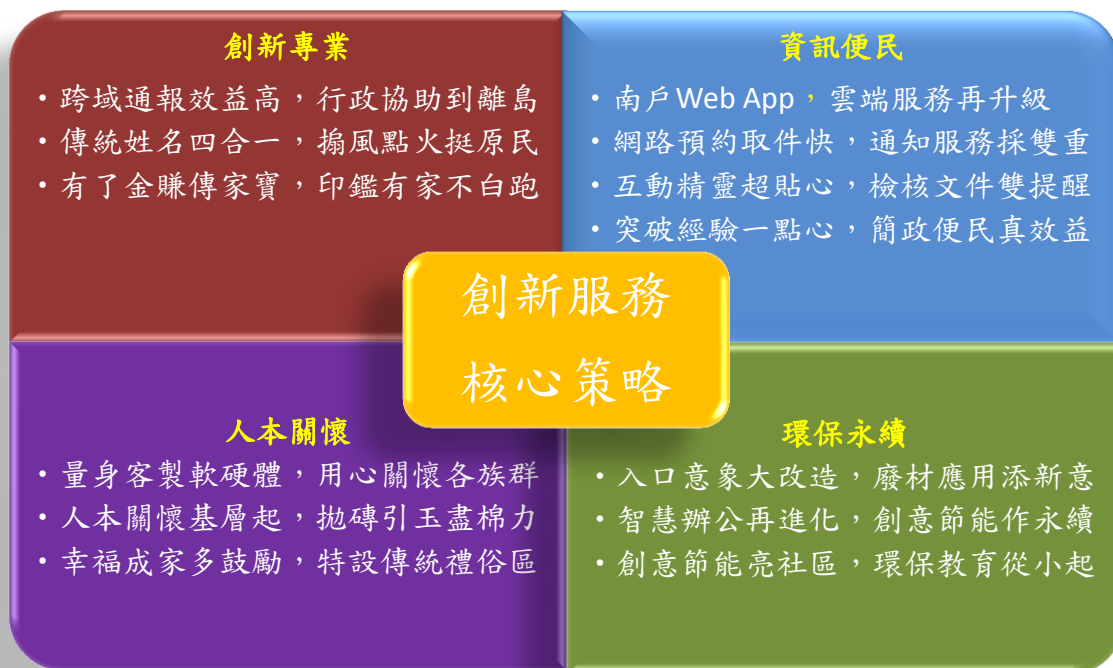 創新專業
・跨域通報效益高，行政協助到離島
・傳統姓名四合一，搧風點火挺原民
・有了金賺傳家寶，印鑑有家不白跑
資訊便民
・南戶Web App，雲端服務再升級
・網路預約取件快，通知服務採雙重
・互動精靈超貼心，檢核文件雙提醒
・突破經驗一點心，簡政便民真效益
創新服務
核心策略
人本關懷
・量身客製軟硬體，用心關懷各族群
・人本關懷基層起，拋磚引玉盡棉力
・幸福成家多鼓勵，特設傳統禮俗區
環保永續
・入口意象大改造，廢材應用添新意
・智慧辦公再進化，創意節能作永續
・創意節能亮社區，環保教育從小起